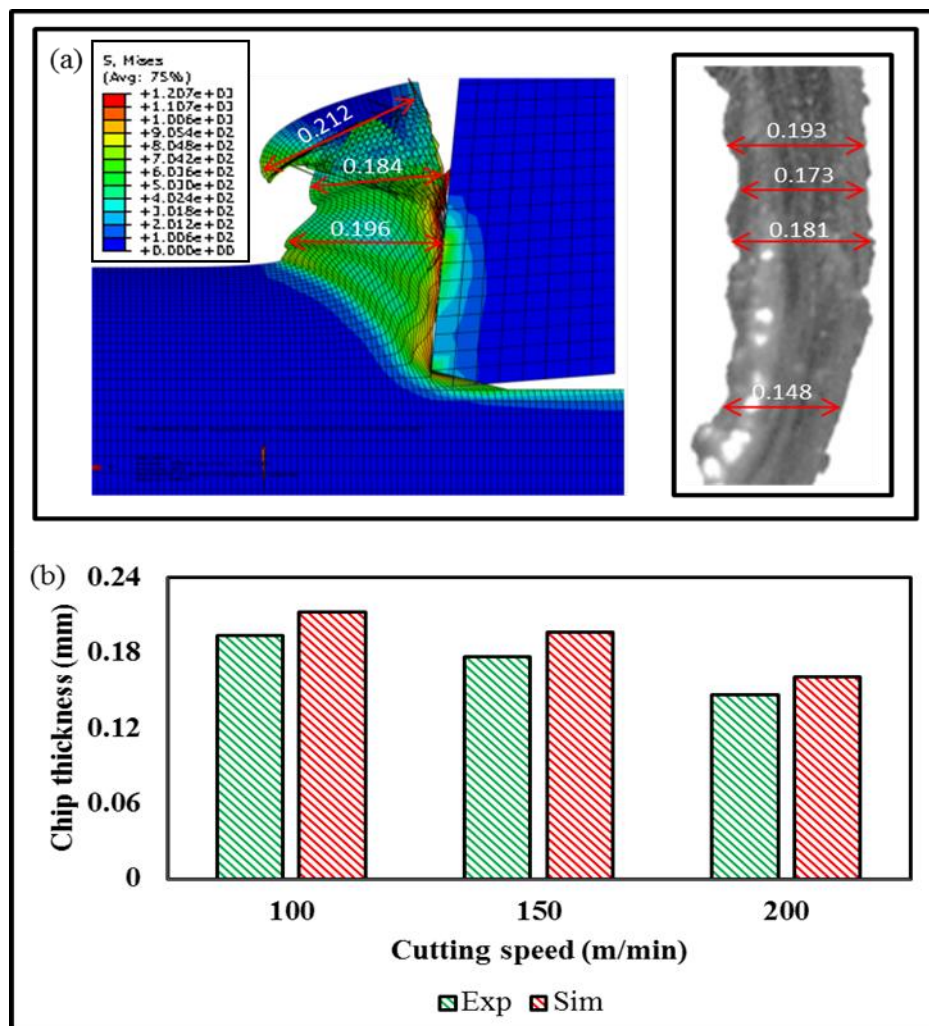 (a)
S, Mises
(Avg: 75%)
+1.207e+03
+1.107e+03
+1.006e+03
+9.054e+02
+8.048e+02
+7.042e+02
+6.036e+02
+5.030e+02
+4.024e+02
+3.018e+02
+2.012e+02
+1.006e+02
+0.000e+00
0.212
0.184
0.196
0.193
0.173
0.181
0.148
(b)
Chip thickness (mm)
0.24
0.18
0.12
0.06
0
100 150 200
Cutting speed (m/min)
Exp Sim